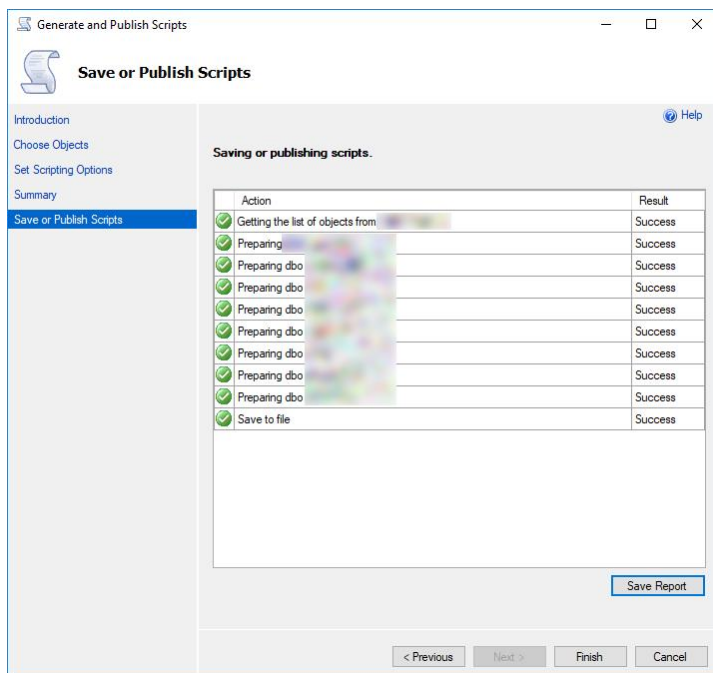 Generate and Publish Scripts
Save or Publish Scripts
Introduction
Choose Objects
Set Scripting Options
Summary
Save or Publish Scripts
Help
Saving or publishing scripts.
Action Result
Getting the list of objects from Success
Preparing Success
Preparing dbo Success
Preparing dbo Success
Preparing dbo Success
Preparing dbo Success
Preparing dbo Success
Preparing dbo Success
Preparing dbo Success
Save to file Success
Save Report
< Previous Next > Finish Cancel